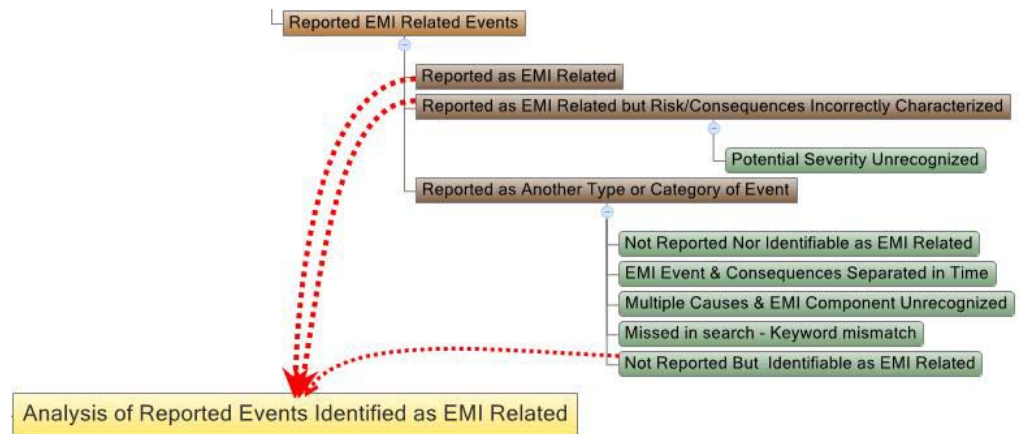 Reported EMI Related Events
Reported as EMI Related
Reported as EMI Related but Risk/Consequences Incorrectly Characterized
Potential Severity Unrecognized
Reported as Another Type or Category of Event
Not Reported Nor Identifiable as EMI Related
EMI Event & Consequences Separated in Time
Multiple Causes & EMI Component Unrecognized
Missed in search - Keyword mismatch
Not Reported But Identifiable as EMI Related
Analysis of Reported Events Identified as EMI Related